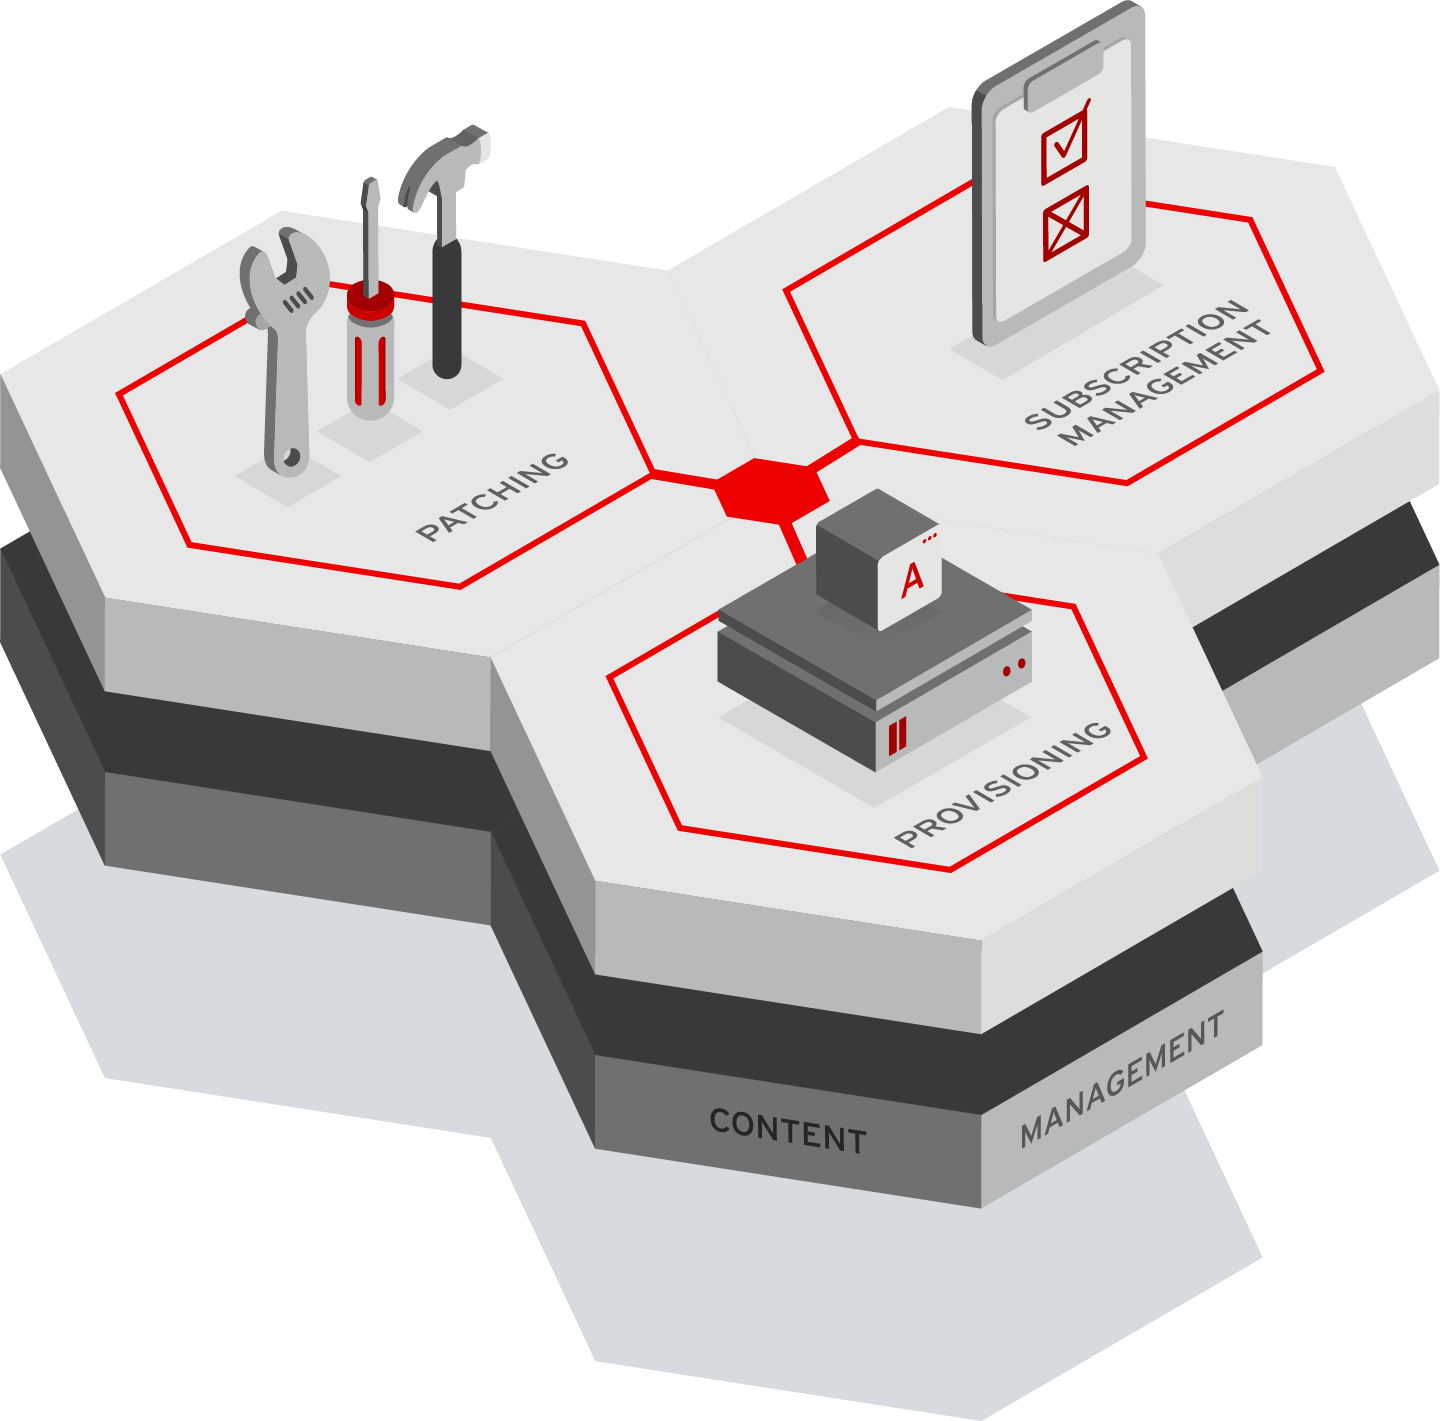 SUBSCRIPTION
MANAGEMENT
PATCHING
A
PROVISIONING
CONTENT
MANAGEMENT